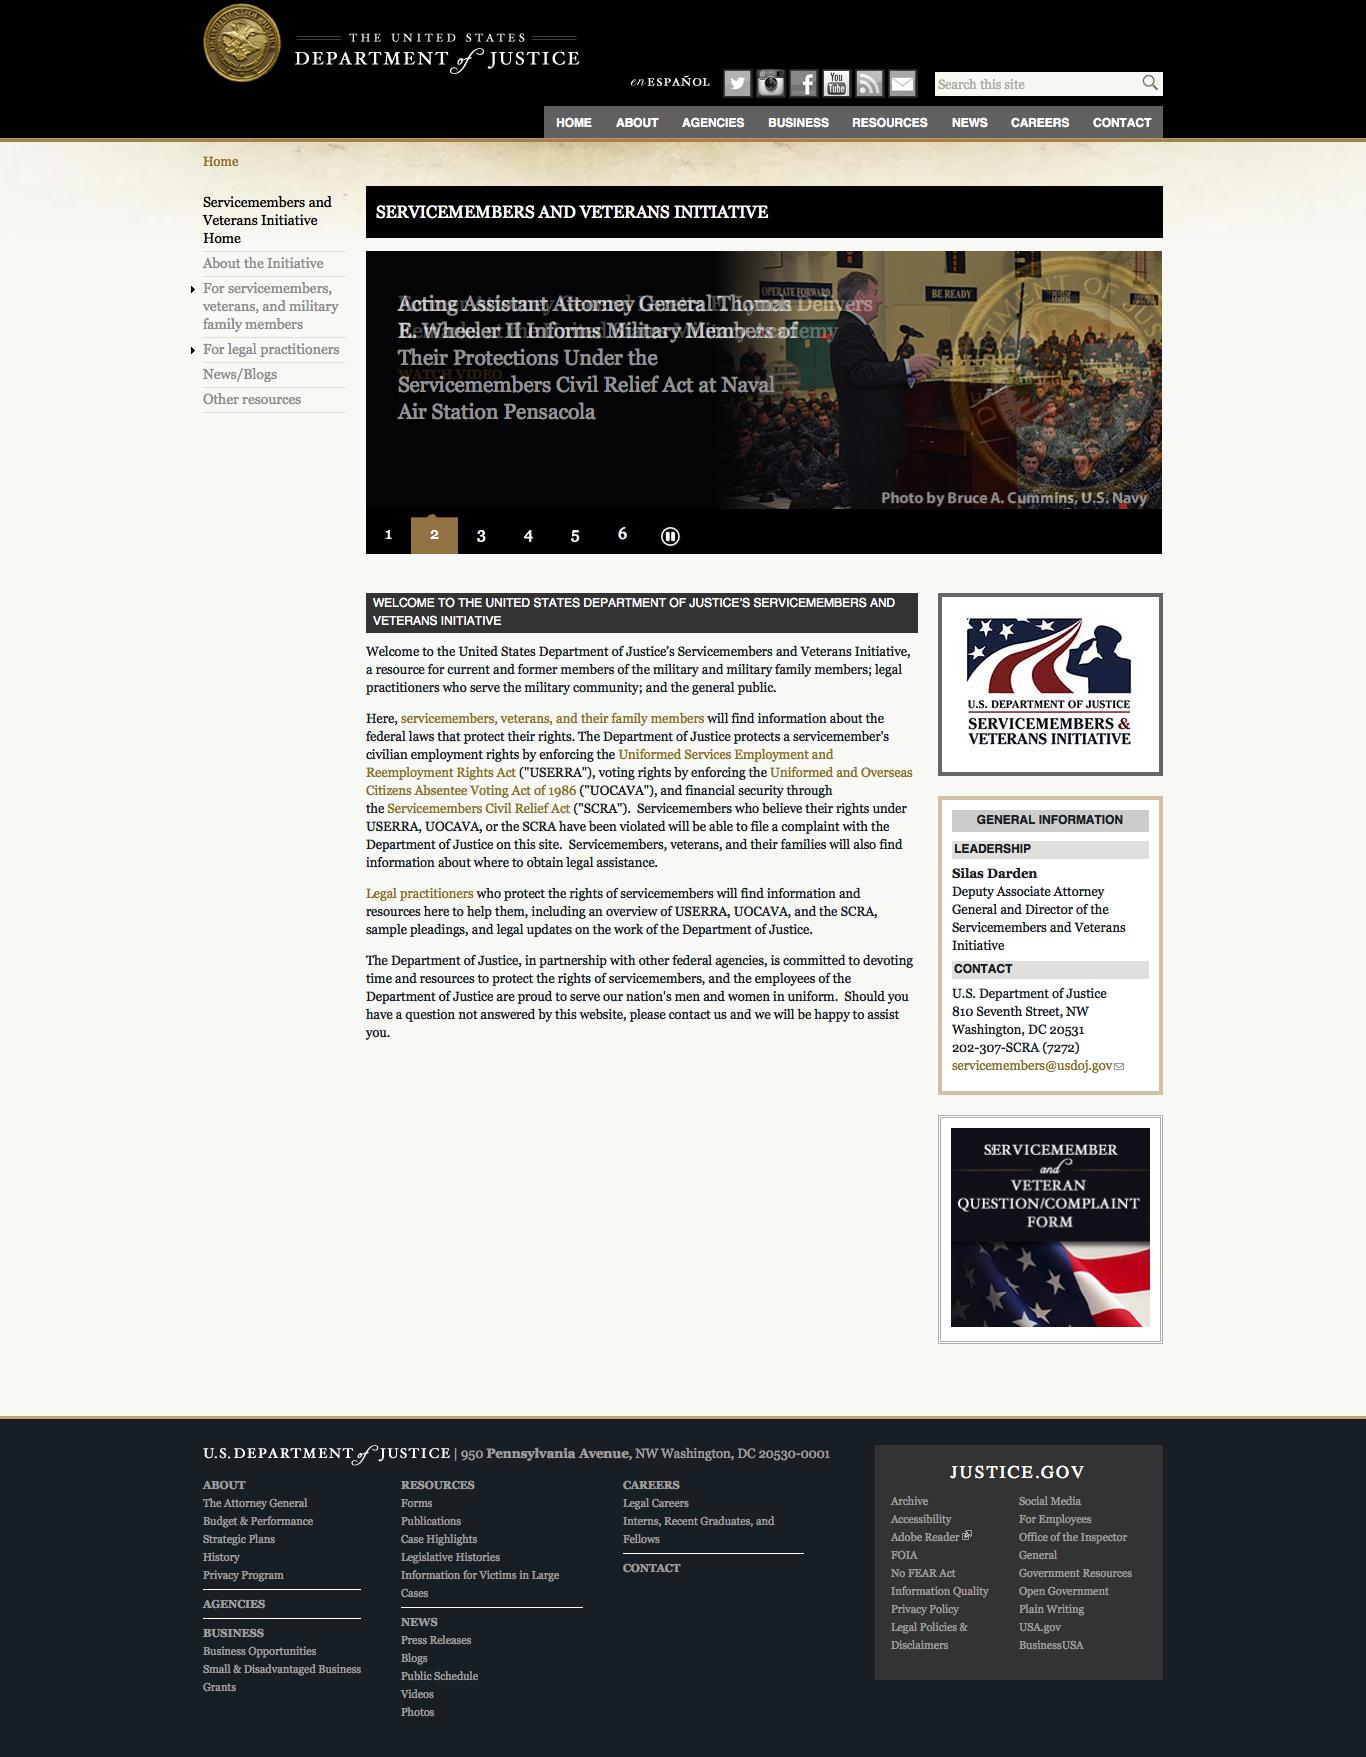 THE UNITED STATES
DEPARTMENT of JUSTICE
en ESPAÑOL
You
Tube
Search this site
HOME ABOUT AGENCIES BUSINESS RESOURCES NEWS CAREERS CONTACT
Home
Servicemembers and
Veterans Initiative
Home
About the Initiative
For servicemembers,
veterans, and military
family members
For legal practitioners
News/Blogs
Other resources
SERVICEMEMBERS AND VETERANS INITIATIVE
OPERATE FORWARD
BE READY
Acting Assistant Attorney General Thomas Delivers
E. Wheeler II Informs Military Members of Academy
WATCH VIDEO
Their Protections Under the
Servicemembers Civil Relief Act at Naval
Air Station Pensacola
Photo by Bruce A. Cummins, U.S. Navy
1 2 3 4 5 6
WELCOME TO THE UNITED STATES DEPARTMENT OF JUSTICE'S SERVICEMEMBERS AND
VETERANS INITIATIVE
Welcome to the United States Department of Justice's Servicemembers and Veterans Initiative,
a resource for current and former members of the military and military family members; legal
practitioners who serve the military community; and the general public.
Here, servicemembers, veterans, and their family members will find information about the
federal laws that protect their rights. The Department of Justice protects a servicemember's
civilian employment rights by enforcing the Uniformed Services Employment and
Reemployment Rights Act ("USERRA"), voting rights by enforcing the Uniformed and Overseas
Citizens Absentee Voting Act of 1986 ("UOCAVA"), and financial security through
the Servicemembers Civil Relief Act ("SCRA").  Servicemembers who believe their rights under
USERRA, UOCAVA, or the SCRA have been violated will be able to file a complaint with the
Department of Justice on this site.  Servicemembers, veterans, and their families will also find
information about where to obtain legal assistance.
Legal practitioners who protect the rights of servicemembers will find information and
resources here to help them, including an overview of USERRA, UOCAVA, and the SCRA,
sample pleadings, and legal updates on the work of the Department of Justice.
The Department of Justice, in partnership with other federal agencies, is committed to devoting
time and resources to protect the rights of servicemembers, and the employees of the
Department of Justice are proud to serve our nation's men and women in uniform.  Should you
have a question not answered by this website, please contact us and we will be happy to assist
you.
U.S. DEPARTMENT OF JUSTICE
SERVICEMEMBERS &
VETERANS INITIATIVE
GENERAL INFORMATION
LEADERSHIP
Silas Darden
Deputy Associate Attorney
General and Director of the
Servicemembers and Veterans
Initiative
CONTACT
U.S. Department of Justice
810 Seventh Street, NW
Washington, DC 20531
202-307-SCRA (7272)
servicemembers@usdoj.gov
SERVICEMEMBER
and
VETERAN
QUESTION/COMPLAINT
FORM
U.S. DEPARTMENT of JUSTICE | 950 Pennsylvania Avenue, NW Washington, DC 20530-0001
ABOUT
The Attorney General
Budget & Performance
Strategic Plans
History
Privacy Program
AGENCIES
BUSINESS
Business Opportunities
Small & Disadvantaged Business
Grants
RESOURCES
Forms
Publications
Case Highlights
Legislative Histories
Information for Victims in Large
Cases
NEWS
Press Releases
Blogs
Public Schedule
Videos
Photos
CAREERS
Legal Careers
Interns, Recent Graduates, and
Fellows
CONTACT
JUSTICE.GOV
Archive
Accessibility
Adobe Reader
FOIA
No FEAR Act
Information Quality
Privacy Policy
Legal Policies &
Disclaimers
Social Media
For Employees
Office of the Inspector
General
Government Resources
Open Government
Plain Writing
USA.gov
BusinessUSA